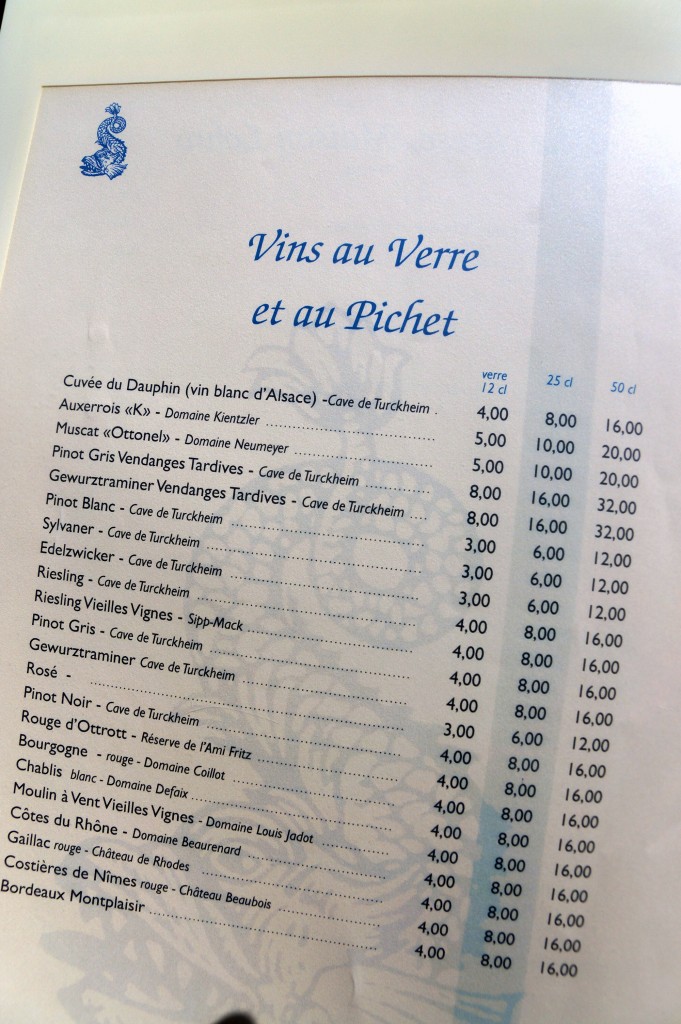 Vins au Verre
et au Pichet
verre
12 cl 25 cl 50 cl
Cuvée du Dauphin (vin blanc d'Alsace) -Cave de Turckheim . 4,00 8,00 16,00
Auxerrois «K» - Domaine Kientzler ........ 5,00 10,00 20,00
Muscat «Ottonel» - Domaine Neumeyer ........ 5,00 10,00 20,00
Pinot Gris Vendanges Tardives - Cave de Turckheim ........ 8,00 16,00 32,00
Gewurztraminer Vendanges Tardives - Cave de Turckheim .... 8,00 16,00 32,00
Pinot Blanc - Cave de Turckheim ........ 3,00 6,00 12,00
Sylvaner - Cave de Turckheim ........ 3,00 6,00 12,00
Edelzwicker - Cave de Turckheim ........ 3,00 6,00 12,00
Riesling - Cave de Turckheim ........ 4,00 8,00 16,00
Riesling Vieilles Vignes - Sipp-Mack ........ 4,00 8,00 16,00
Pinot Gris - Cave de Turckheim ........ 4,00 8,00 16,00
Gewurztraminer Cave de Turckheim ........ 4,00 8,00 16,00
Rosé - ........ 3,00 6,00 12,00
Pinot Noir - Cave de Turckheim ........ 4,00 8,00 16,00
Rouge d'Ottrott - Réserve de l'Ami Fritz ........ 4,00 8,00 16,00
Bourgogne - rouge - Domaine Coillot ........ 4,00 8,00 16,00
Chablis blanc - Domaine Defaix ........ 4,00 8,00 16,00
Moulin à Vent Vieilles Vignes - Domaine Louis Jadot ........ 4,00 8,00 16,00
Côtes du Rhône - Domaine Beaurenard ........ 4,00 8,00 16,00
Gaillac rouge - Château de Rhodes ........ 4,00 8,00 16,00
Costières de Nîmes rouge - Château Beaubois ........ 4,00 8,00 16,00
Bordeaux Montplaisir ........ 4,00 8,00 16,00